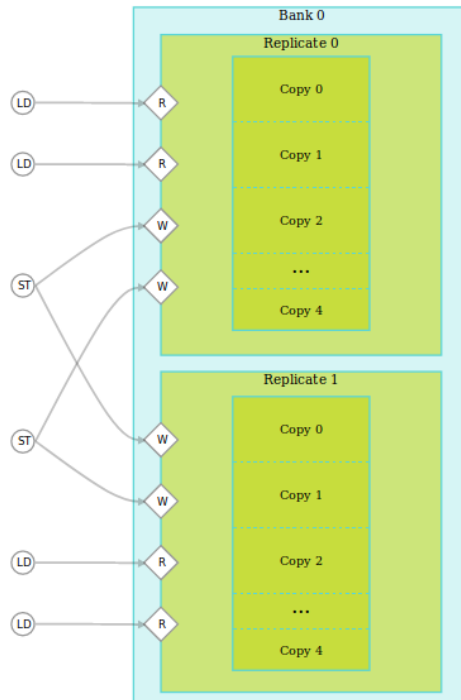 Bank 0
Replicate 0
Copy 0
LD R
Copy 1
LD R
Copy 2
W
...
ST W
Copy 4
Replicate 1
Copy 0
ST W
Copy 1
W
Copy 2
LD R
...
LD R
Copy 4